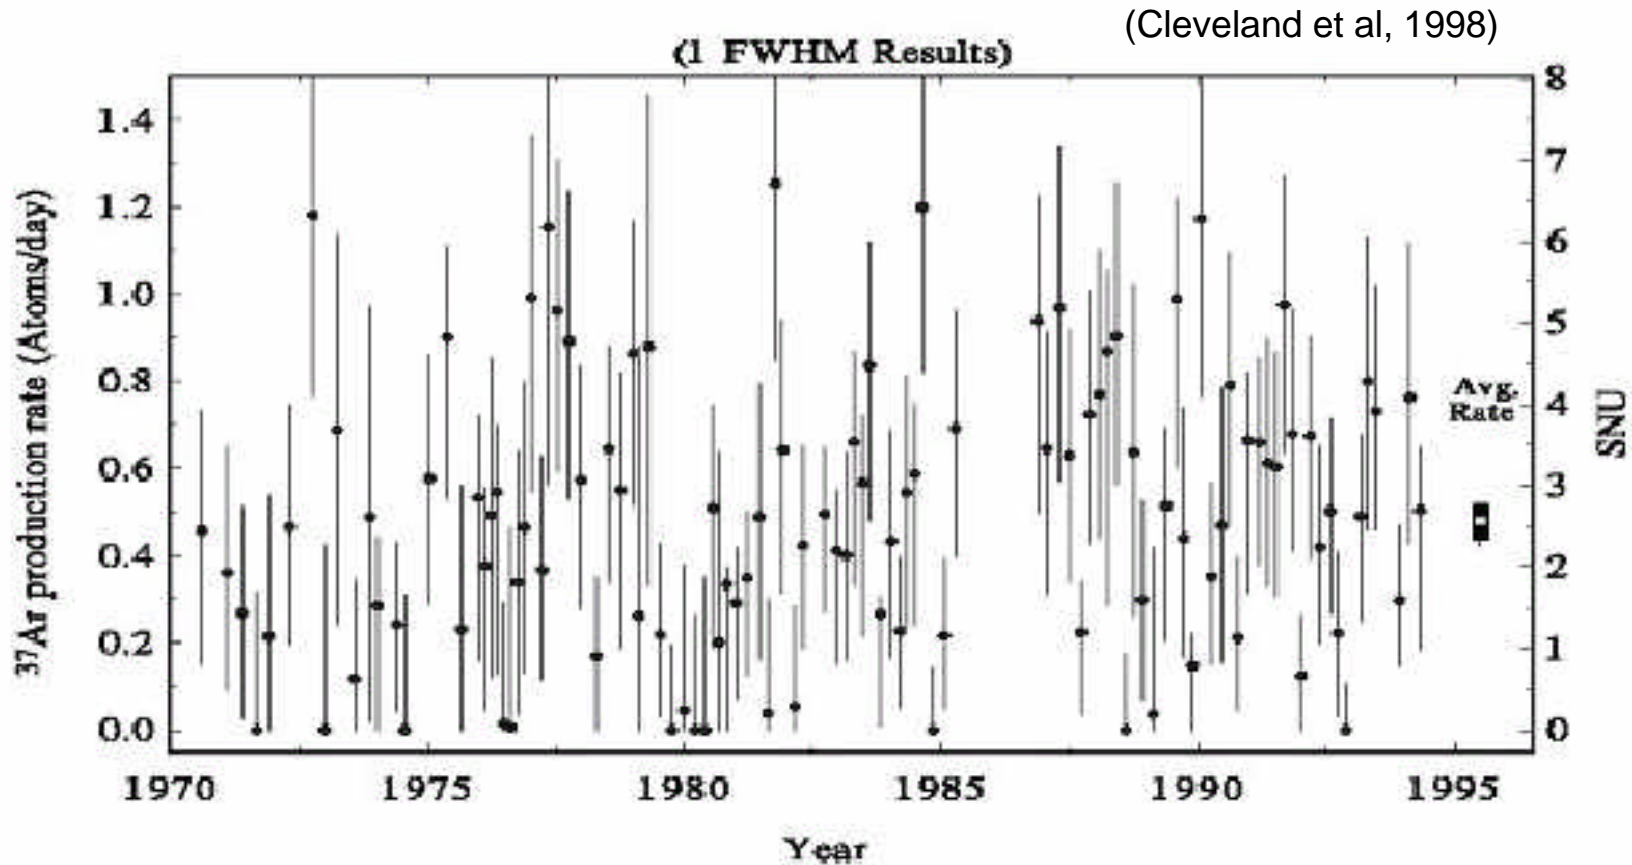 (Cleveland et al, 1998)
(1 FWHM Results)
³⁷Ar production rate (Atoms/day)
1.4
1.2
1.0
0.8
0.6
0.4
0.2
0.0
8
7
6
5
4
3
2
1
0
SNU
Avg.
Rate
1970 1975 1980 1985 1990 1995
Year